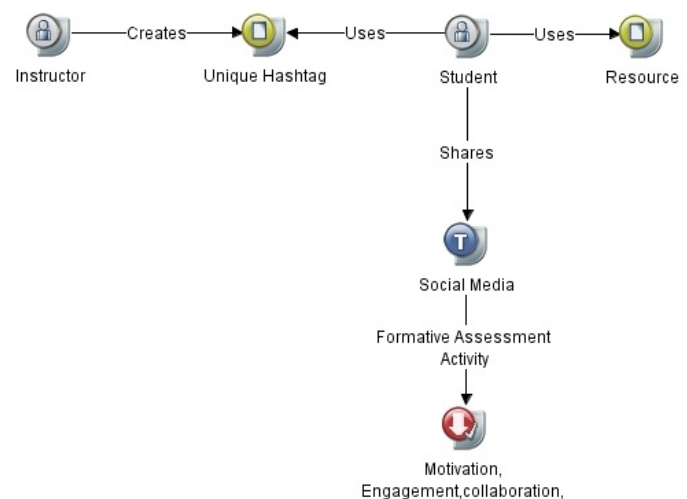 Creates
Uses
Uses
Instructor
Unique Hashtag
Student
Resource
Shares
T
Social Media
Formative Assessment
Activity
Motivation,
Engagement,collaboration,